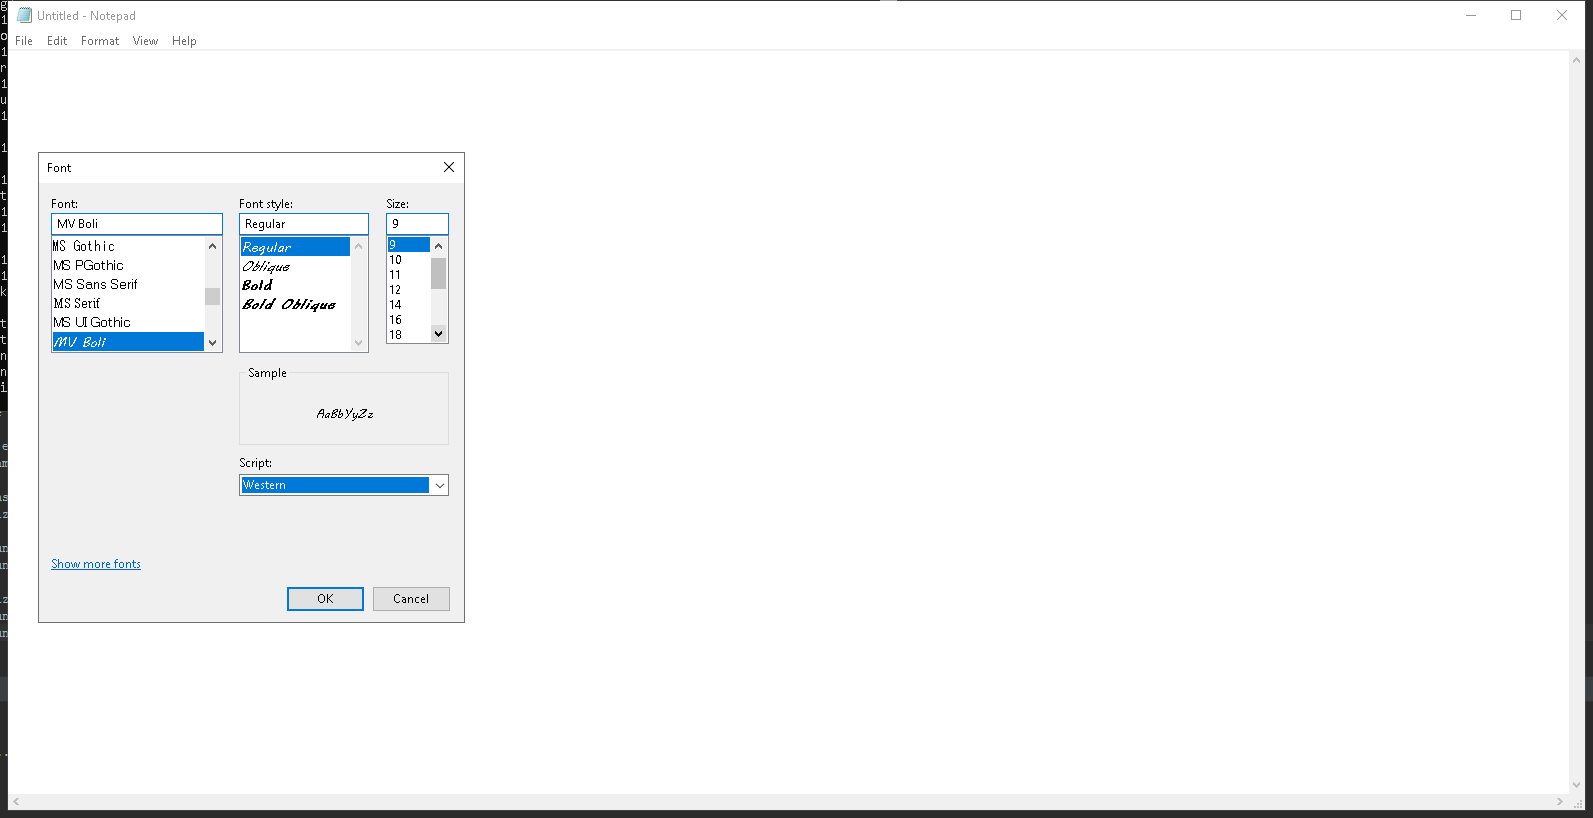 Untitled - Notepad
File Edit Format View Help
Font
Font: Font style: Size:
MV Boli Regular 9
MS Gothic Regular 9
MS PGothic Oblique 10
MS Sans Serif Bold 11
MS Serif Bold Oblique 12
MS UI Gothic 14
MV Boli 16
18
Sample
AaBbYyZz
Script:
Western
Show more fonts
OK Cancel